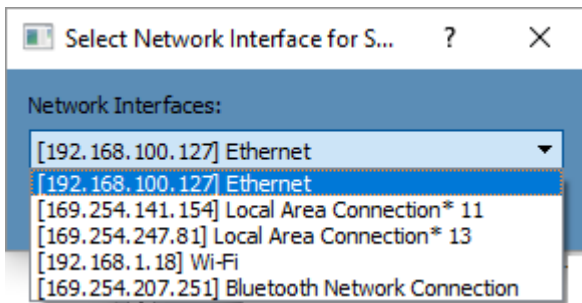 Select Network Interface for S...
?
Network Interfaces:
[192.168.100.127] Ethernet
[192.168.100.127] Ethernet
[169.254.141.154] Local Area Connection* 11
[169.254.247.81] Local Area Connection* 13
[192.168.1.18] Wi-Fi
[169.254.207.251] Bluetooth Network Connection